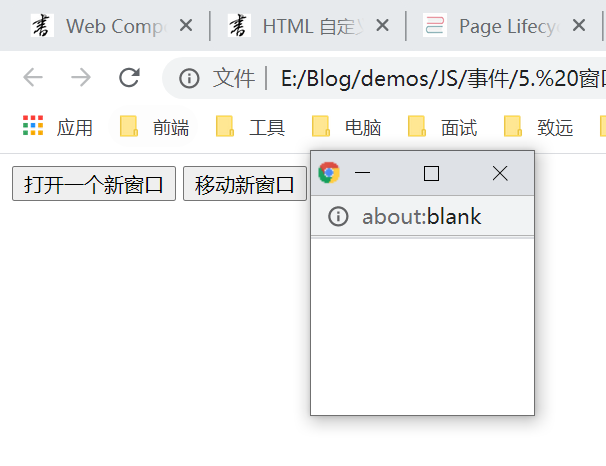 Web Comp
HTML 自定义
Page Lifecy
文件 E:/Blog/demos/JS/事件/5.%20窗口
应用 前端 工具 电脑 面试 致远
打开一个新窗口 移动新窗口
about:blank